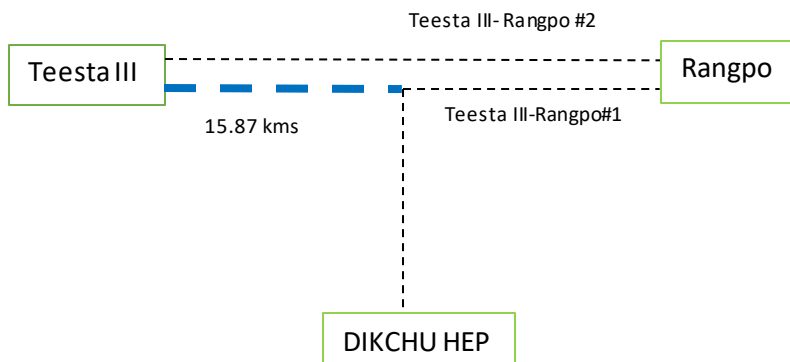 Teesta III- Rangpo #2
Teesta III
Rangpo
Teesta III-Rangpo#1
15.87 kms
DIKCHU HEP